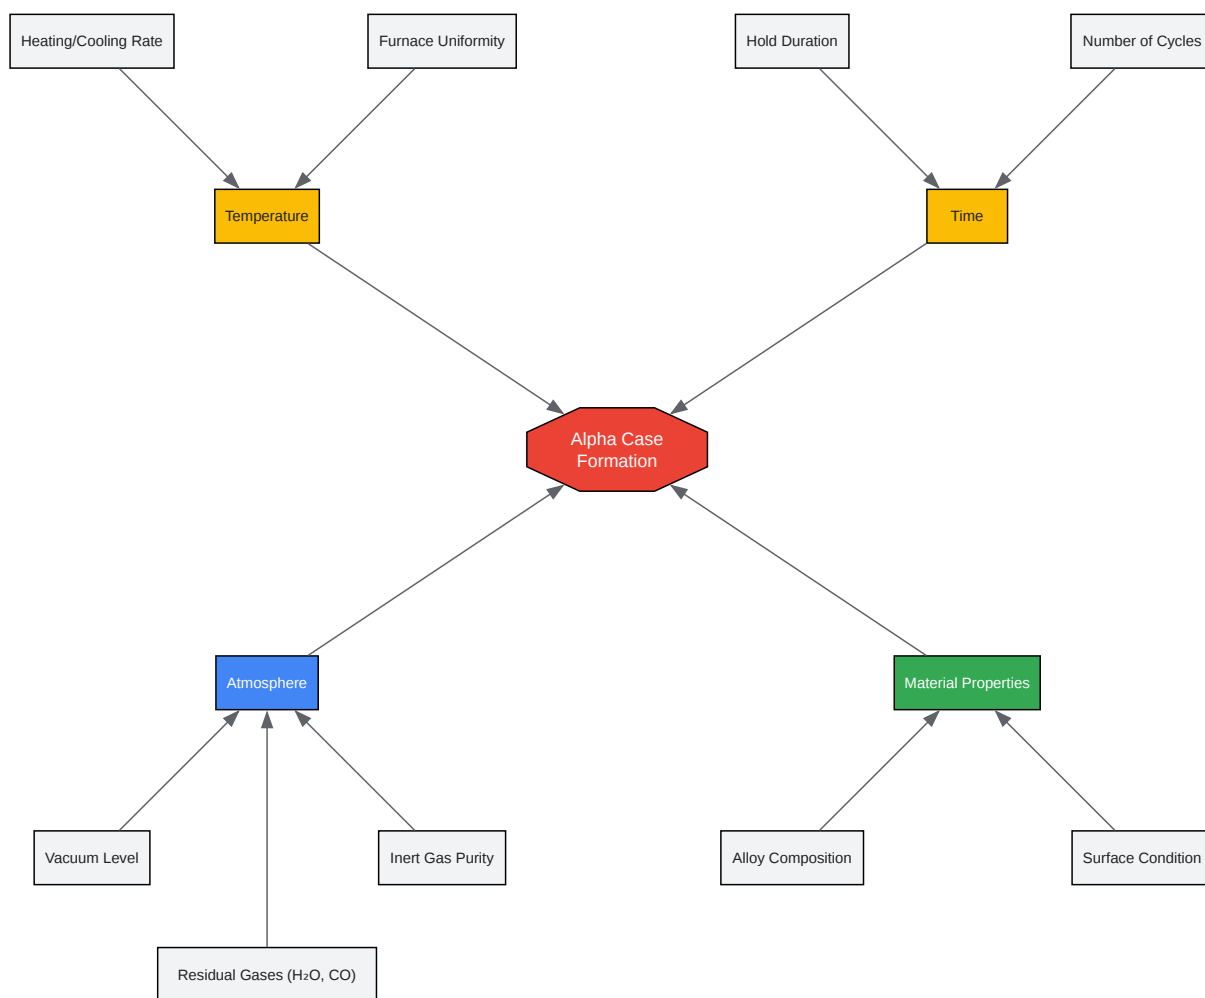 Heating/Cooling Rate
Furnace Uniformity
Hold Duration
Number of Cycles
Temperature
Time
Alpha Case
Formation
Atmosphere
Material Properties
Vacuum Level
Inert Gas Purity
Alloy Composition
Surface Condition
Residual Gases (H₂O, CO)